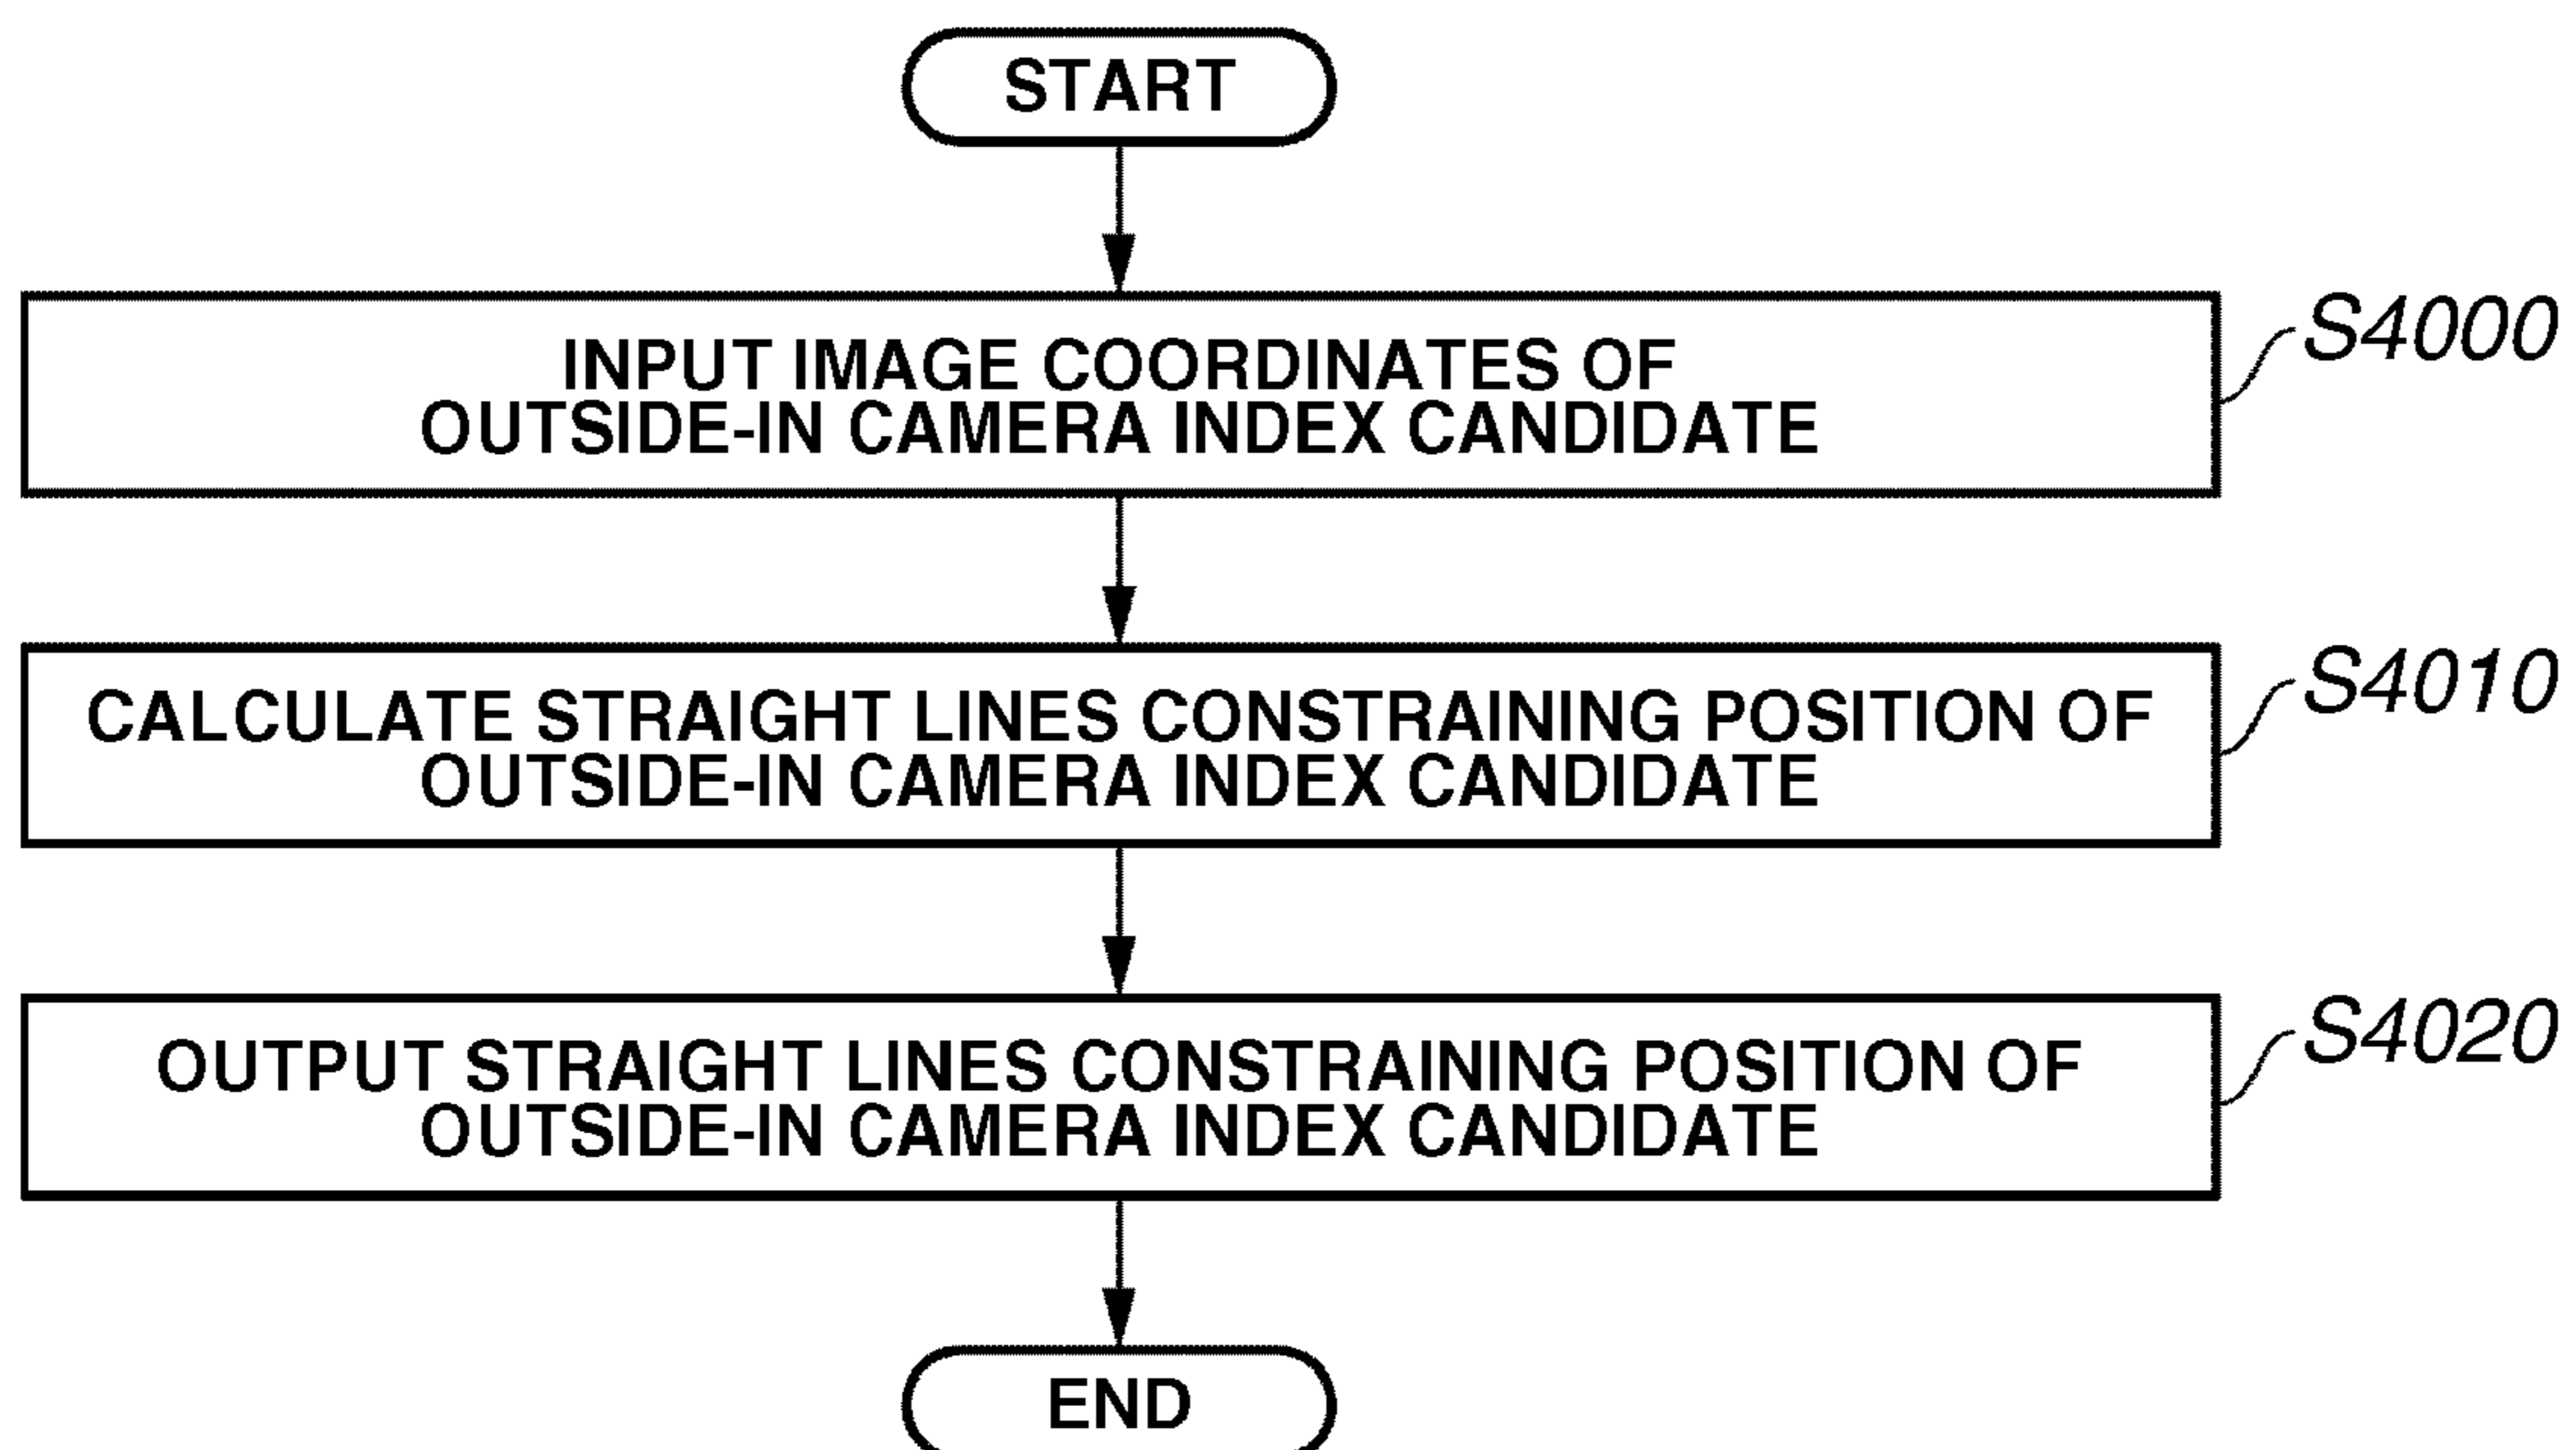 START
INPUT IMAGE COORDINATES OF
OUTSIDE-IN CAMERA INDEX CANDIDATE
S4000
CALCULATE STRAIGHT LINES CONSTRAINING POSITION OF
OUTSIDE-IN CAMERA INDEX CANDIDATE
S4010
OUTPUT STRAIGHT LINES CONSTRAINING POSITION OF
OUTSIDE-IN CAMERA INDEX CANDIDATE
S4020
END